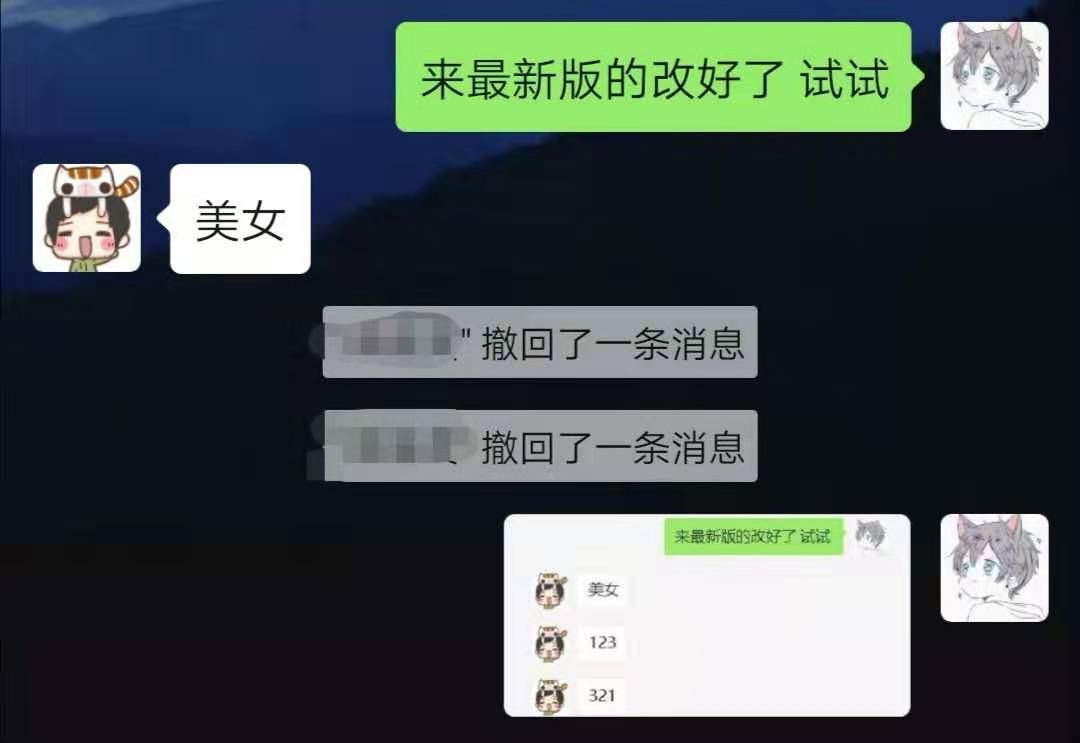 来最新版的改好了 试试
美女
" 撤回了一条消息
撤回了一条消息
来最新版的改好了 试试
美女
123
321